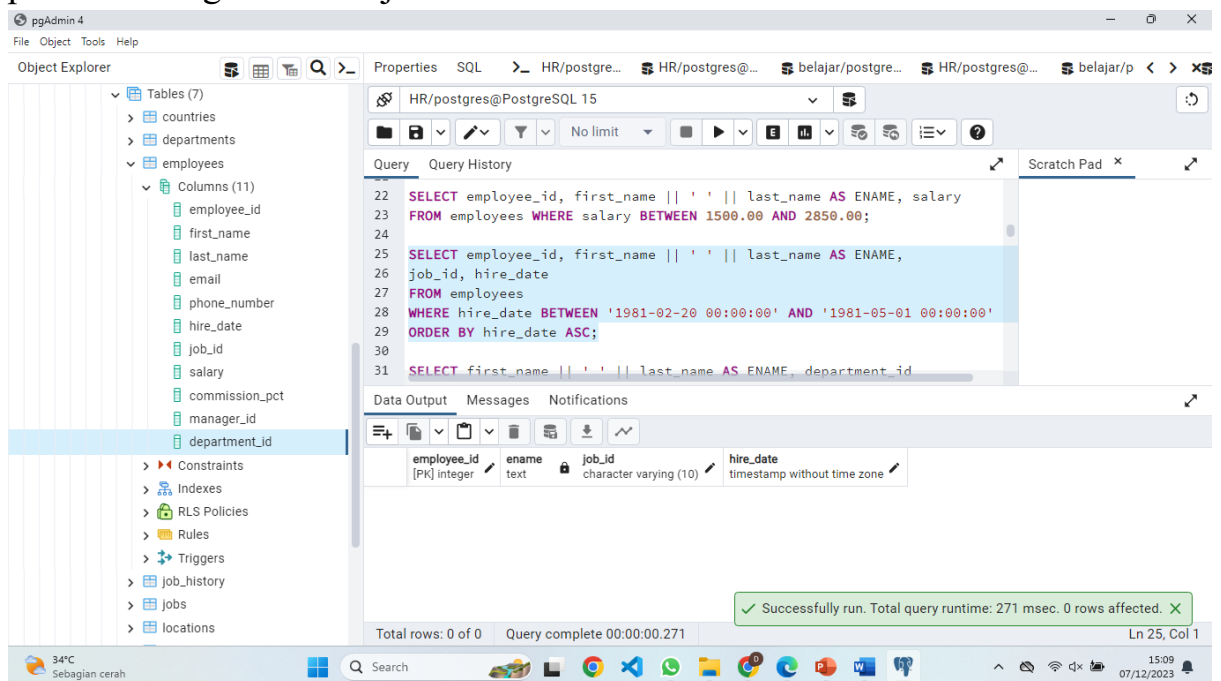 pgAdmin 4
File Object Tools Help
Object Explorer
Properties SQL HR/postgre... HR/postgres@... belajar/postgre... HR/postgres@... belajar/p
Tables (7)
countries
departments
employees
Columns (11)
employee_id
first_name
last_name
email
phone_number
hire_date
job_id
salary
commission_pct
manager_id
department_id
Constraints
Indexes
RLS Policies
Rules
Triggers
job_history
jobs
locations
HR/postgres@PostgreSQL 15
No limit
E
Query Query History
Scratch Pad
22 SELECT employee_id, first_name || ' ' || last_name AS ENAME, salary
23 FROM employees WHERE salary BETWEEN 1500.00 AND 2850.00;
24
25 SELECT employee_id, first_name || ' ' || last_name AS ENAME,
26 job_id, hire_date
27 FROM employees
28 WHERE hire_date BETWEEN '1981-02-20 00:00:00' AND '1981-05-01 00:00:00'
29 ORDER BY hire_date ASC;
30
31 SELECT first_name || ' ' || last_name AS ENAME, department_id
Data Output Messages Notifications
employee_id ename job_id hire_date
[PK] integer text character varying (10) timestamp without time zone
Successfully run. Total query runtime: 271 msec. 0 rows affected.
Total rows: 0 of 0 Query complete 00:00:00.271 Ln 25, Col 1
34°C
Sebagian cerah
Search
15:09
07/12/2023